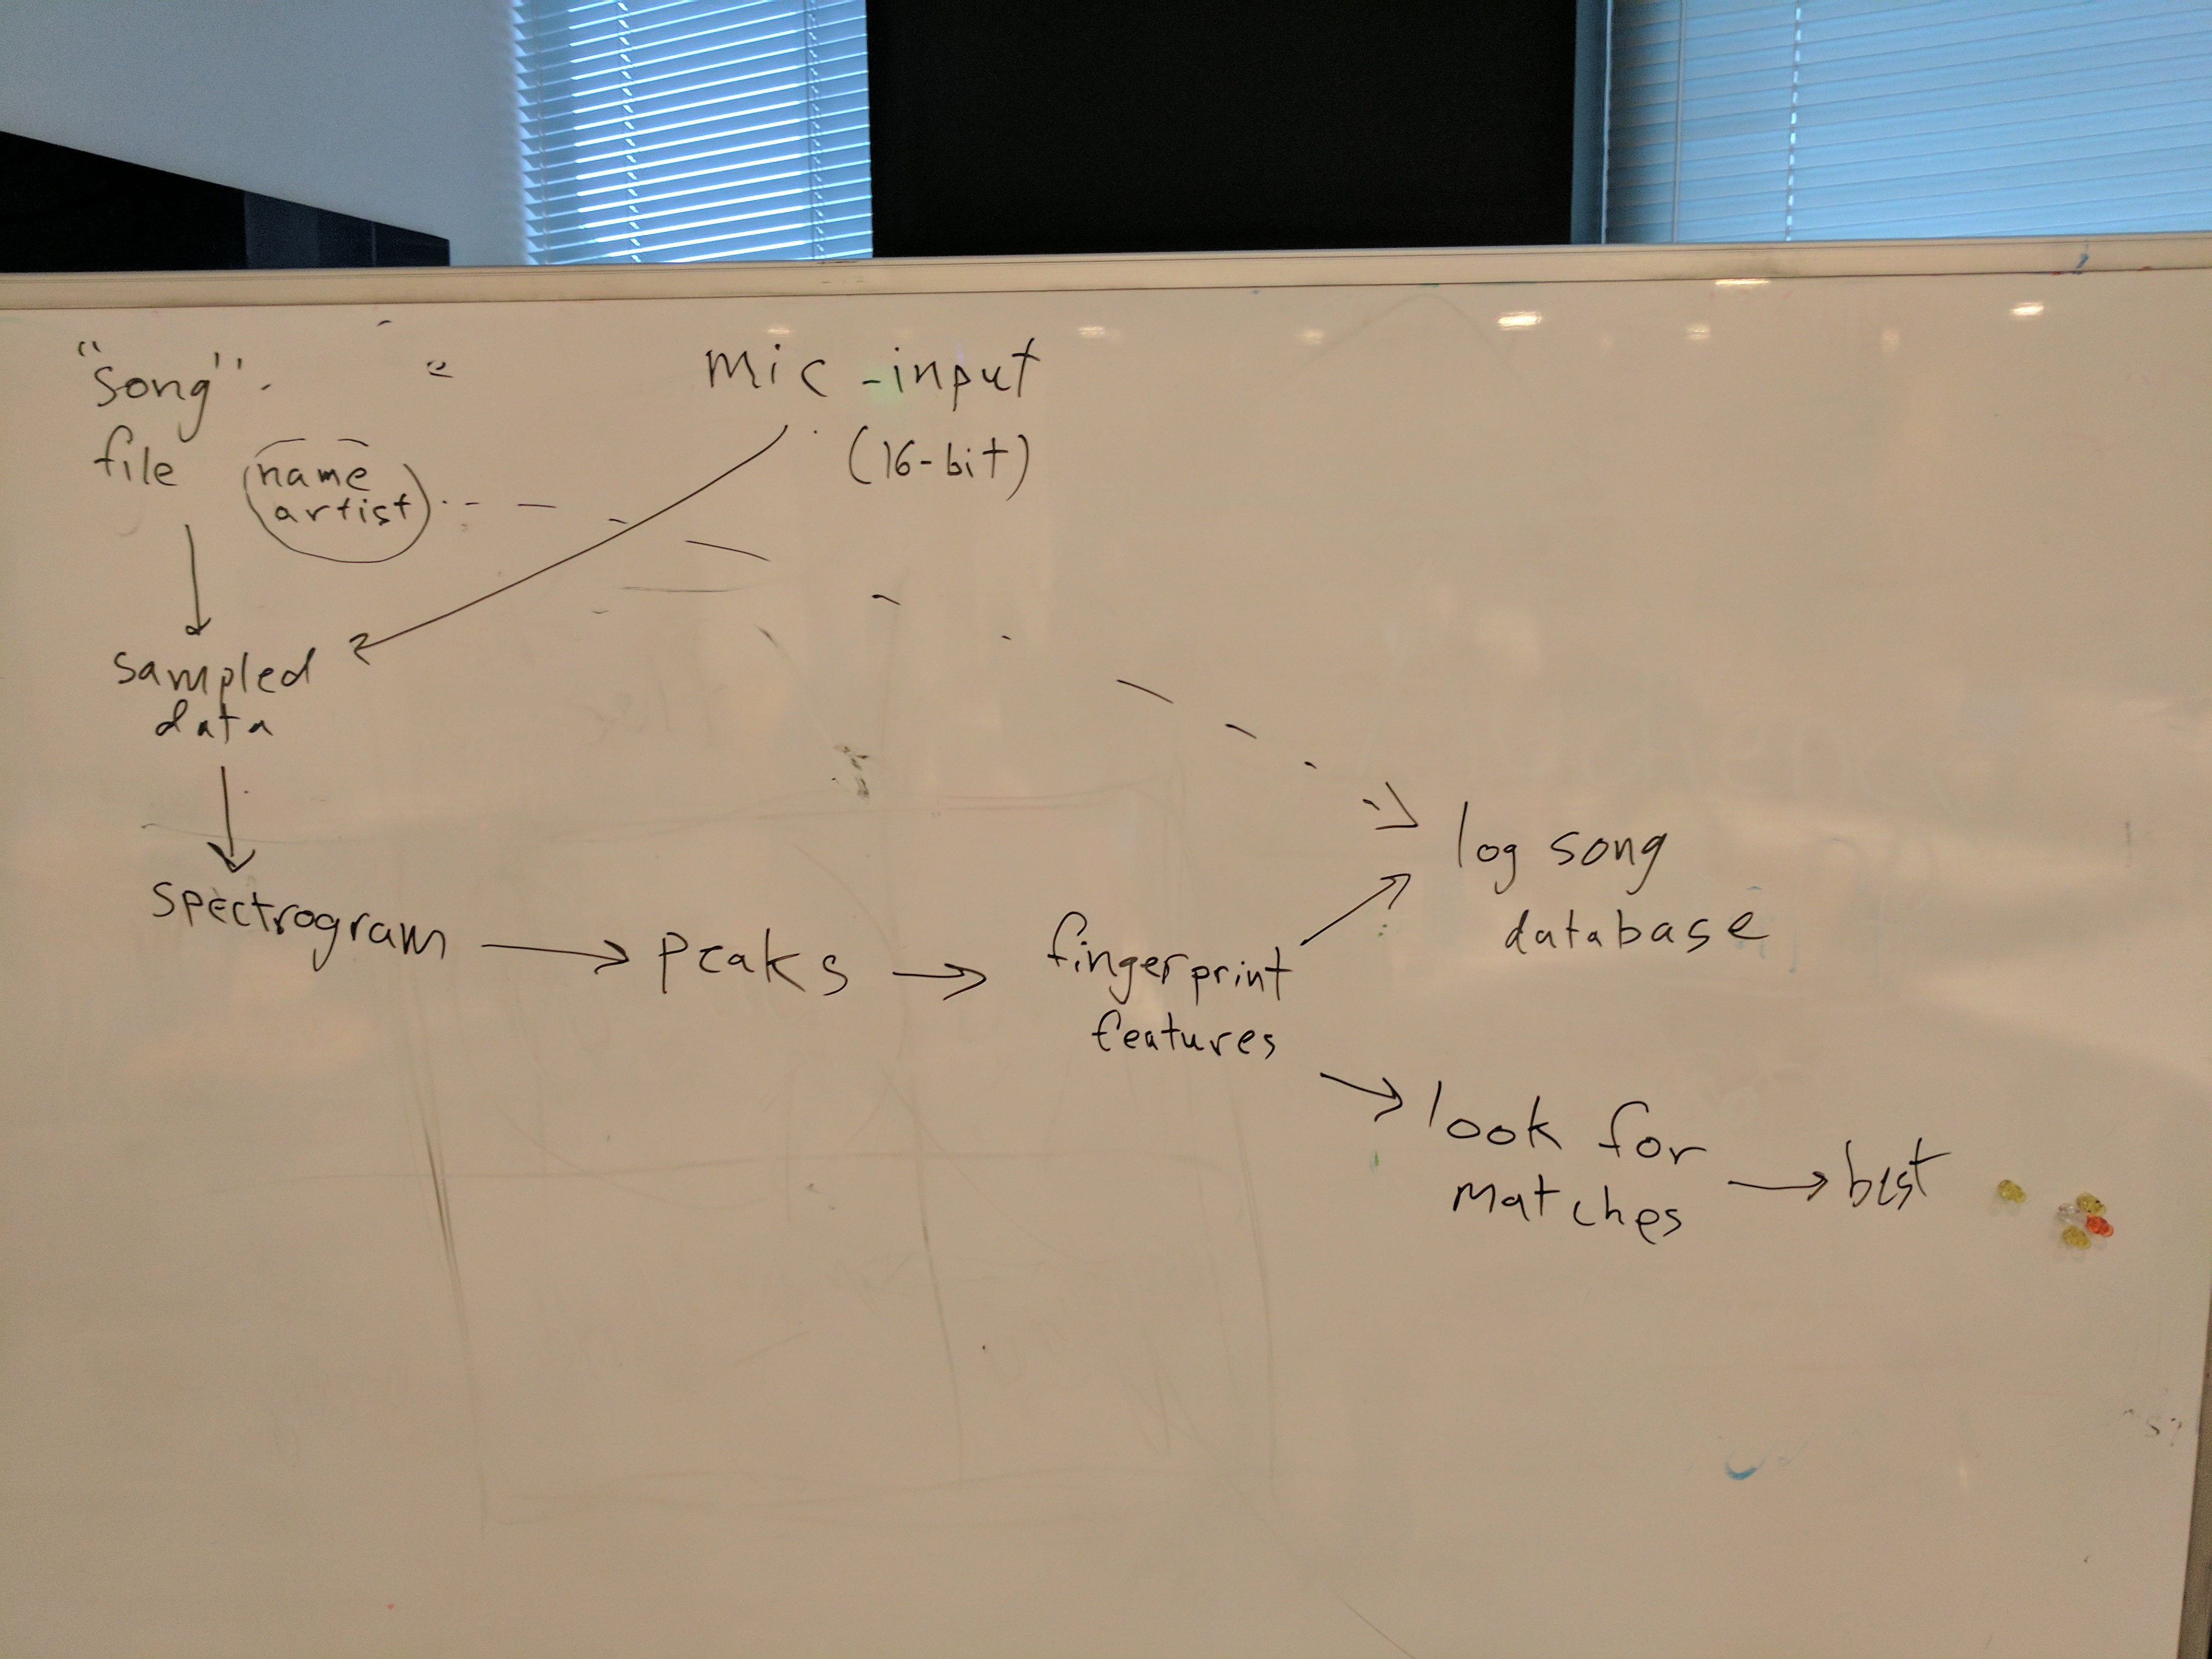 "song"
file
name
artist
mic-input
(16-bit)
sampled
data
spectrogram
peaks
fingerprint
features
log song
database
look for
matches
best